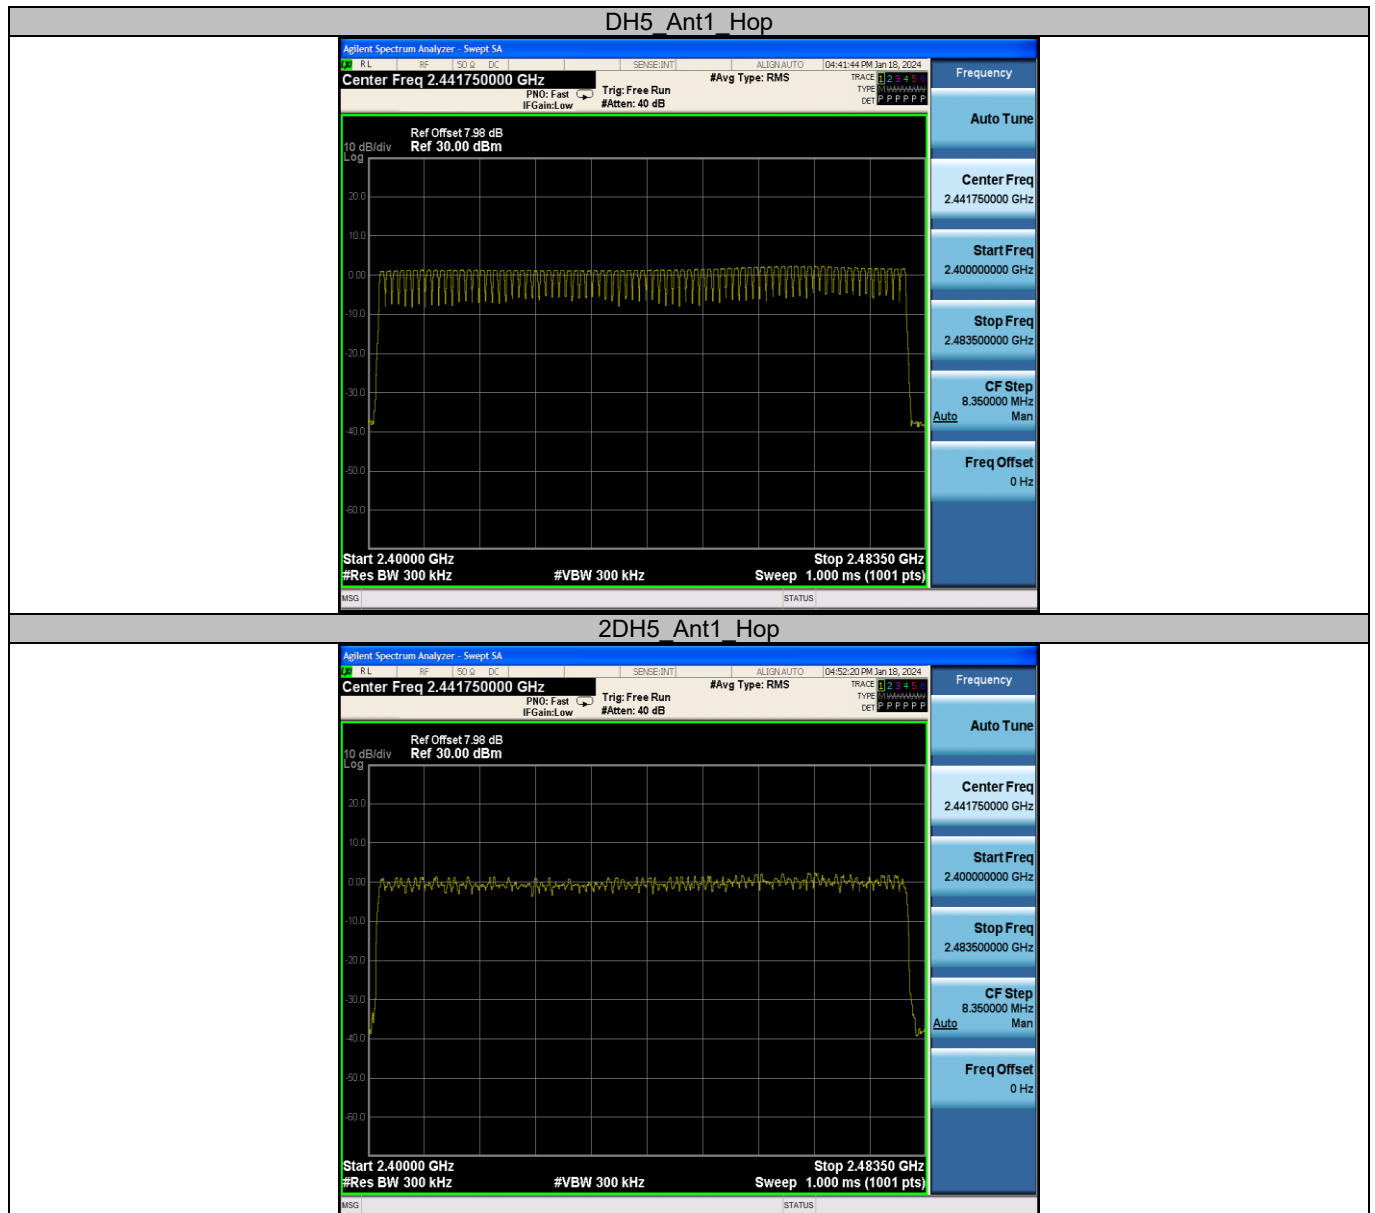 DH5_Ant1_Hop
Agilent Spectrum Analyzer - Swept SA
RL RF 50 Ω DC SENSE:INT ALIGN AUTO 04:41:44 PM Jan 18, 2024
Center Freq 2.441750000 GHz #Avg Type: RMS TRACE 1 2 3 4 5 6
PNO: Fast Trig: Free Run TYPE
IFGain:Low #Atten: 40 dB DET P P P P P P
Frequency
Auto Tune
Ref Offset 7.98 dB
10 dB/div Ref 30.00 dBm
Log
20.0
10.0
0.00
-10.0
-20.0
-30.0
-40.0
-50.0
-60.0
Center Freq
2.441750000 GHz
Start Freq
2.400000000 GHz
Stop Freq
2.483500000 GHz
CF Step
8.350000 MHz
Auto Man
Freq Offset
0 Hz
Start 2.40000 GHz Stop 2.48350 GHz
#Res BW 300 kHz #VBW 300 kHz Sweep 1.000 ms (1001 pts)
MSG STATUS
2DH5_Ant1_Hop
Agilent Spectrum Analyzer - Swept SA
RL RF 50 Ω DC SENSE:INT ALIGN AUTO 04:52:20 PM Jan 18, 2024
Center Freq 2.441750000 GHz #Avg Type: RMS TRACE 1 2 3 4 5 6
PNO: Fast Trig: Free Run TYPE
IFGain:Low #Atten: 40 dB DET P P P P P P
Frequency
Auto Tune
Ref Offset 7.98 dB
10 dB/div Ref 30.00 dBm
Log
20.0
10.0
0.00
-10.0
-20.0
-30.0
-40.0
-50.0
-60.0
Center Freq
2.441750000 GHz
Start Freq
2.400000000 GHz
Stop Freq
2.483500000 GHz
CF Step
8.350000 MHz
Auto Man
Freq Offset
0 Hz
Start 2.40000 GHz Stop 2.48350 GHz
#Res BW 300 kHz #VBW 300 kHz Sweep 1.000 ms (1001 pts)
MSG STATUS